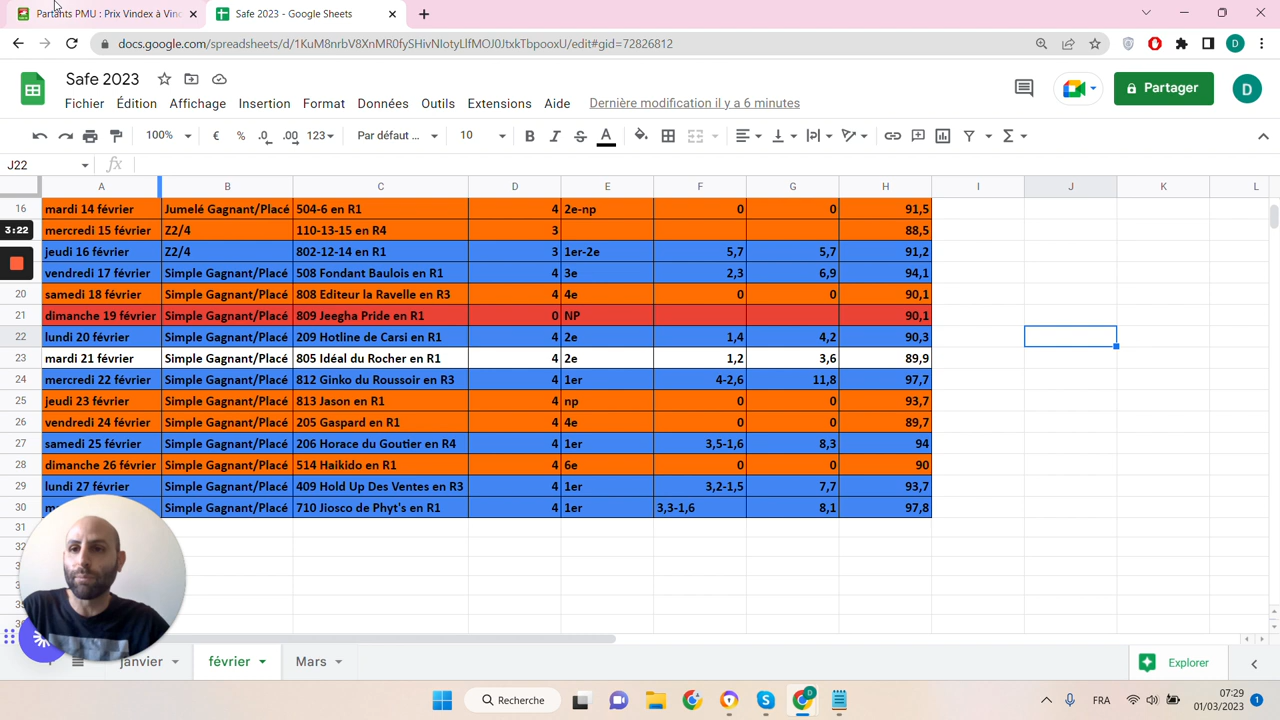 Partants PMU : Prix Vindex à Vinc
Safe 2023 - Google Sheets
docs.google.com/spreadsheets/d/1KuM8nrbV8XnMR0fySHivNIotyLlfMOJ0JtxkTbpooxU/edit#gid=72826812
Safe 2023
Fichier Édition Affichage Insertion Format Données Outils Extensions Aide Dernière modification il y a 6 minutes
Partager
D
100% € % .0 .00 123 Par défaut ... 10 B I S A
J22 fx
A B C D E F G H I J K L
16 mardi 14 février Jumelé Gagnant/Placé 504-6 en R1 4 2e-np 0 0 91,5
3:22 mercredi 15 février Z2/4 110-13-15 en R4 3 88,5
jeudi 16 février Z2/4 802-12-14 en R1 3 1er-2e 5,7 5,7 91,2
vendredi 17 février Simple Gagnant/Placé 508 Fondant Baulois en R1 4 3e 2,3 6,9 94,1
20 samedi 18 février Simple Gagnant/Placé 808 Editeur la Ravelle en R3 4 4e 0 0 90,1
21 dimanche 19 février Simple Gagnant/Placé 809 Jeegha Pride en R1 0 NP 90,1
22 lundi 20 février Simple Gagnant/Placé 209 Hotline de Carsi en R1 4 2e 1,4 4,2 90,3
23 mardi 21 février Simple Gagnant/Placé 805 Idéal du Rocher en R1 4 2e 1,2 3,6 89,9
24 mercredi 22 février Simple Gagnant/Placé 812 Ginko du Roussoir en R3 4 1er 4-2,6 11,8 97,7
25 jeudi 23 février Simple Gagnant/Placé 813 Jason en R1 4 np 0 0 93,7
26 vendredi 24 février Simple Gagnant/Placé 205 Gaspard en R1 4 4e 0 0 89,7
27 samedi 25 février Simple Gagnant/Placé 206 Horace du Goutier en R4 4 1er 3,5-1,6 8,3 94
28 dimanche 26 février Simple Gagnant/Placé 514 Haikido en R1 4 6e 0 0 90
29 lundi 27 février Simple Gagnant/Placé 409 Hold Up Des Ventes en R3 4 1er 3,2-1,5 7,7 93,7
30 Simple Gagnant/Placé 710 Jiosco de Phyt's en R1 4 1er 3,3-1,6 8,1 97,8
31
32
janvier février Mars Explorer
Recherche
FRA
07:29
01/03/2023